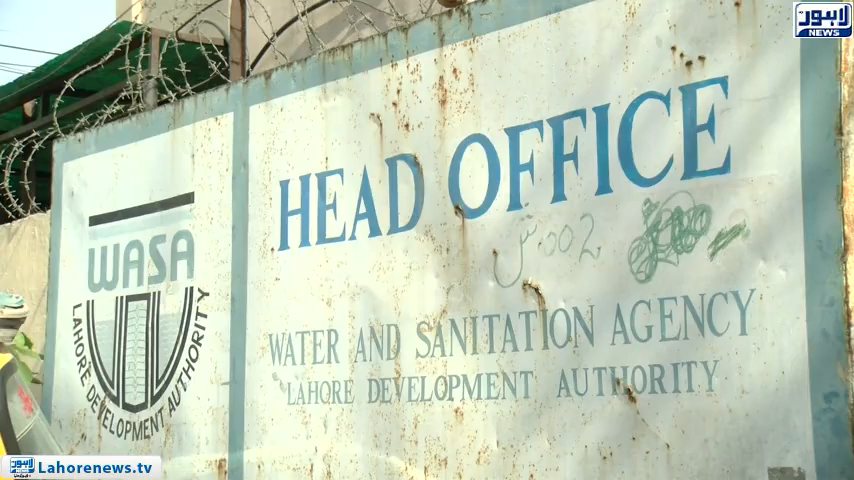 لاہور
NEWS
HEAD OFFICE
WASA
LAHORE DEVELOPMENT AUTHORITY
WATER AND SANITATION AGENCY
LAHORE DEVELOPMENT AUTHORITY
Lahorenews.tv